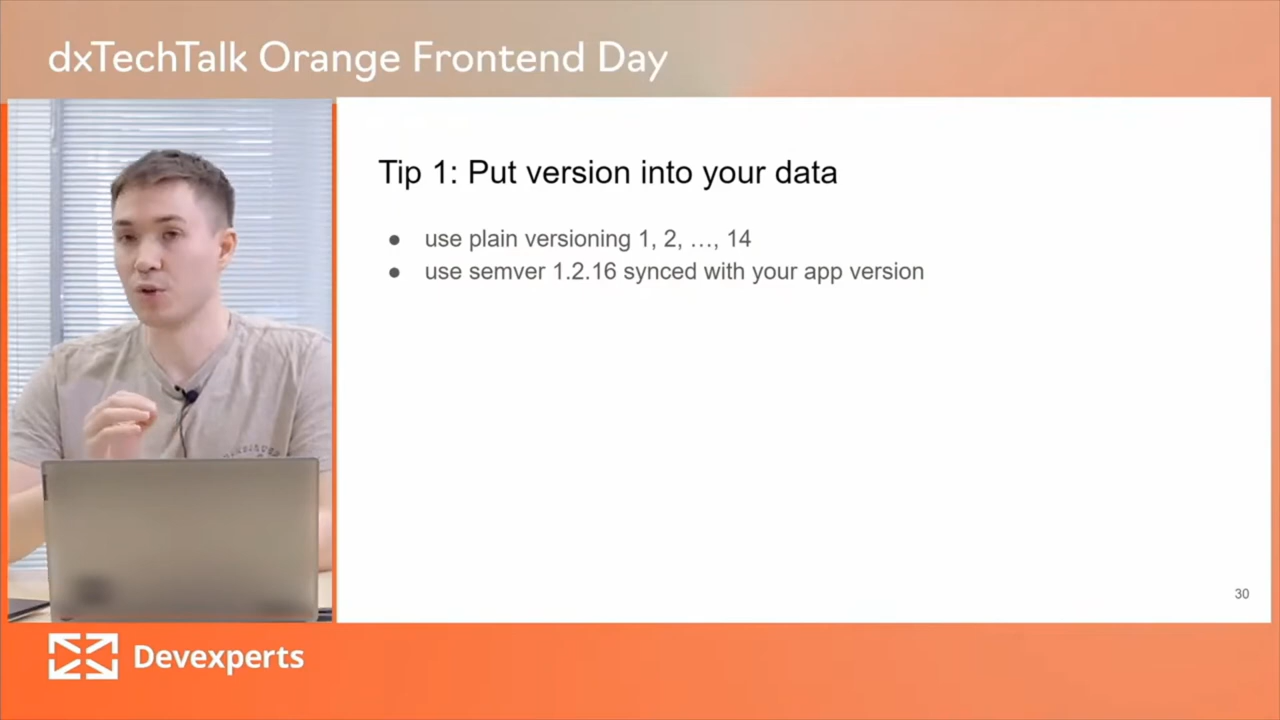 dxTechTalk Orange Frontend Day
Tip 1: Put version into your data
● use plain versioning 1, 2, …, 14
● use semver 1.2.16 synced with your app version
30
Devexperts